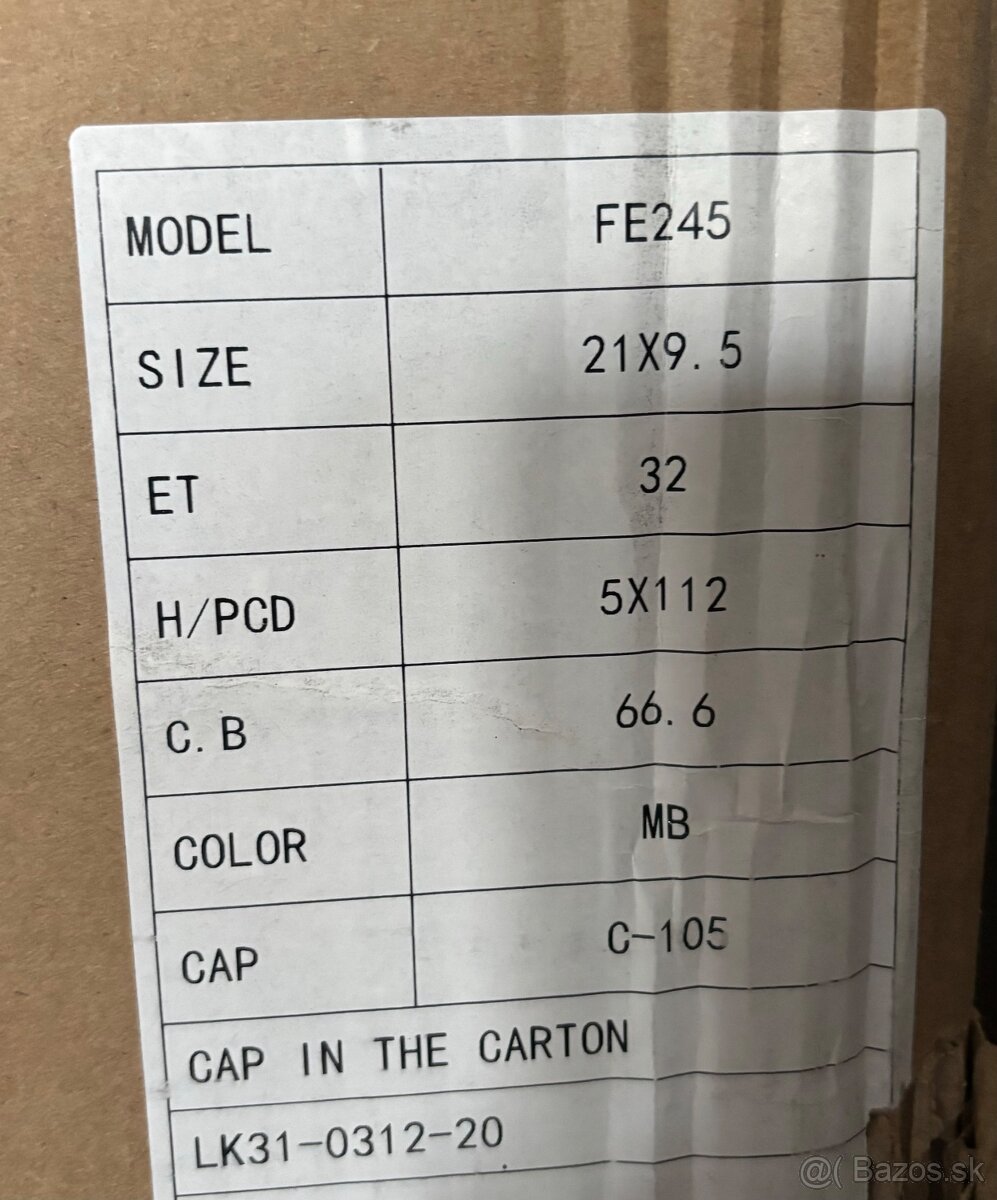 MODEL FE245
SIZE 21X9.5
ET 32
H/PCD 5X112
C.B 66.6
COLOR MB
CAP C-105
CAP IN THE CARTON
LK31-0312-20
@( Bazos.sk